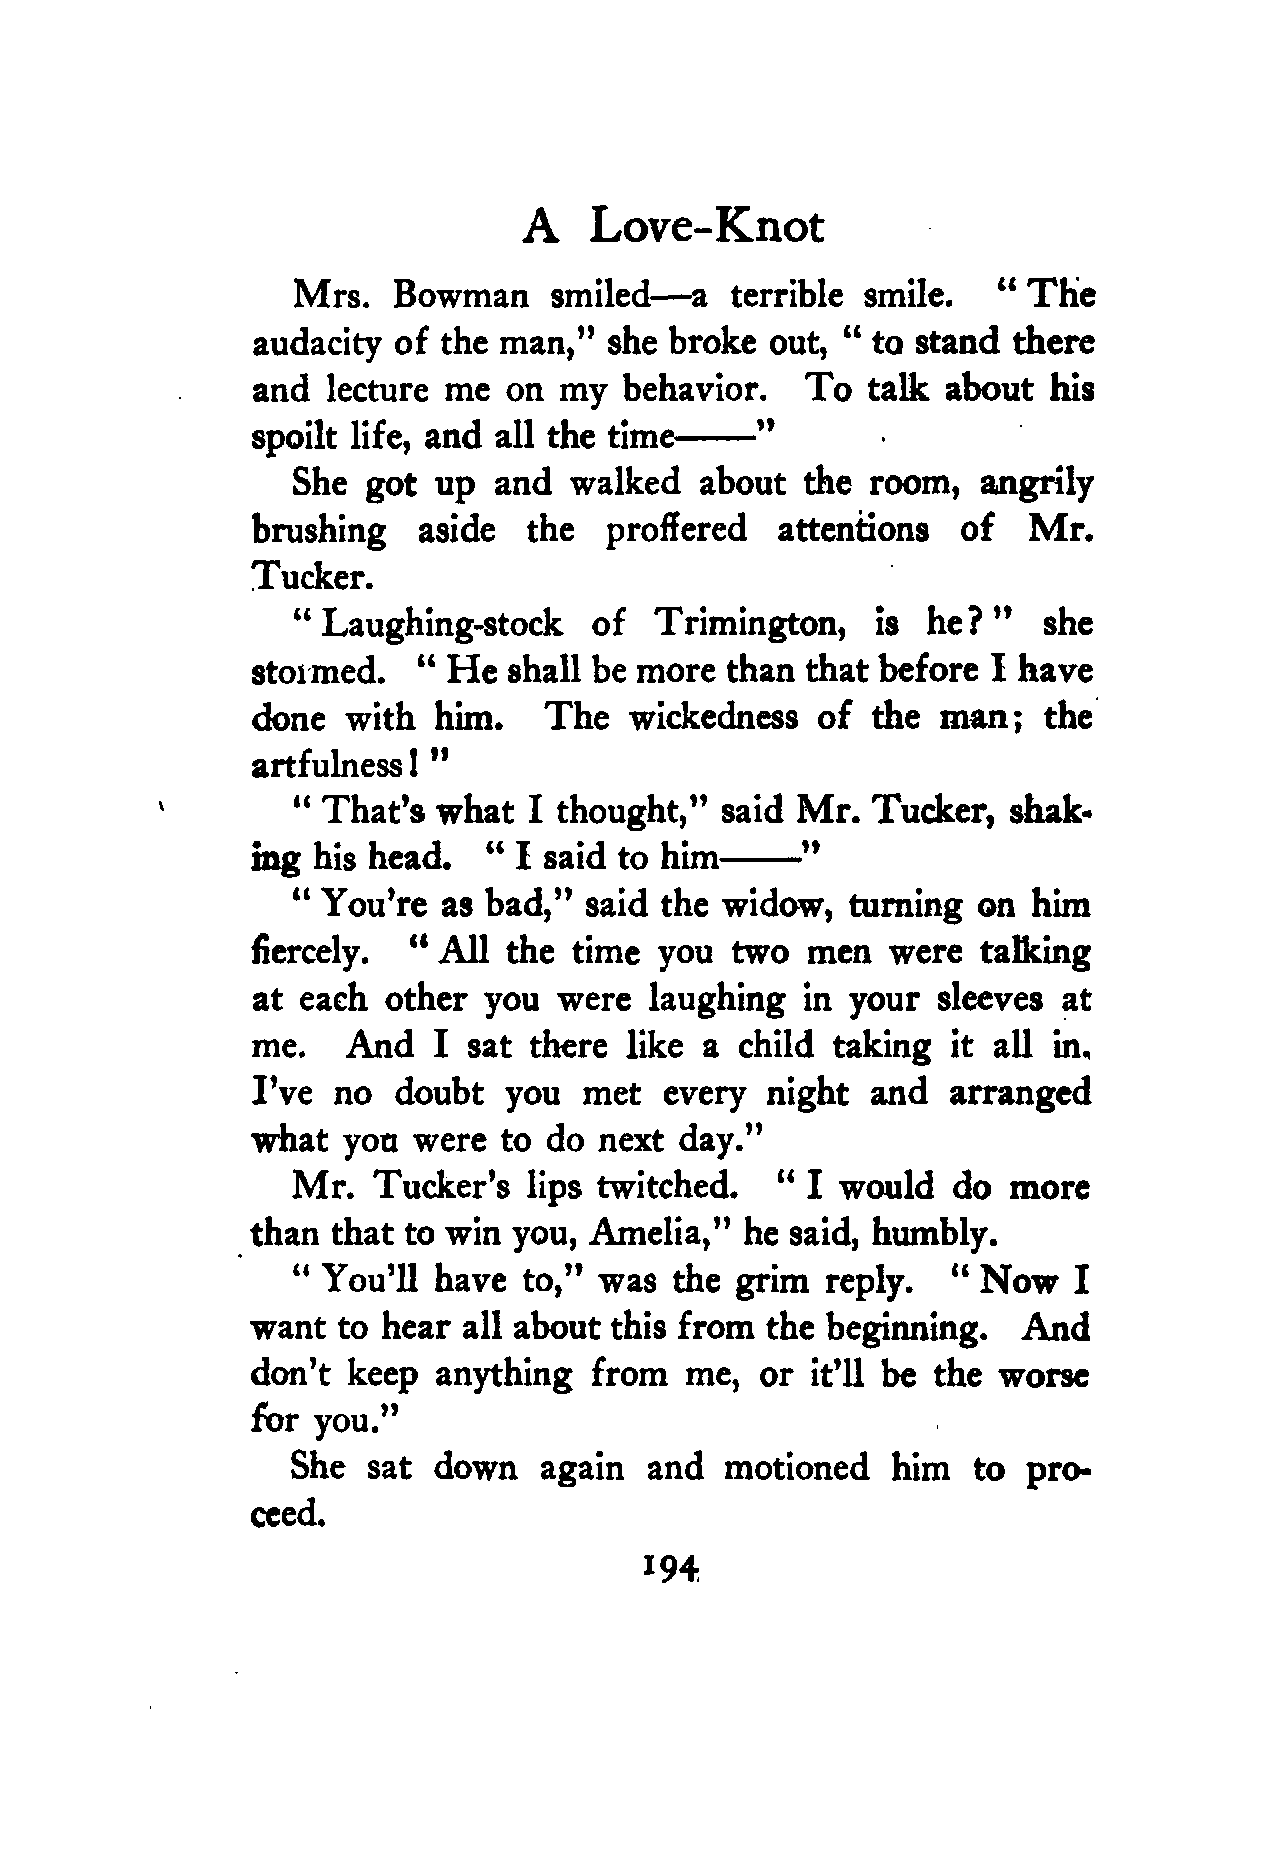 A Love-Knot
Mrs. Bowman smiled—a terrible smile. “ The
audacity of the man,” she broke out, “ to stand there
and lecture me on my behavior. To talk about his
spoilt life, and all the time——”
She got up and walked about the room, angrily
brushing aside the proffered attentions of Mr.
Tucker.
“ Laughing-stock of Trimington, is he? ” she
stormed. “ He shall be more than that before I have
done with him. The wickedness of the man; the
artfulness! ”
“ That’s what I thought,” said Mr. Tucker, shak-
ing his head. “ I said to him——”
“ You’re as bad,” said the widow, turning on him
fiercely. “ All the time you two men were talking
at each other you were laughing in your sleeves at
me. And I sat there like a child taking it all in.
I’ve no doubt you met every night and arranged
what you were to do next day.”
Mr. Tucker’s lips twitched. “ I would do more
than that to win you, Amelia,” he said, humbly.
“ You’ll have to,” was the grim reply. “ Now I
want to hear all about this from the beginning. And
don’t keep anything from me, or it’ll be the worse
for you.”
She sat down again and motioned him to pro-
ceed.
194